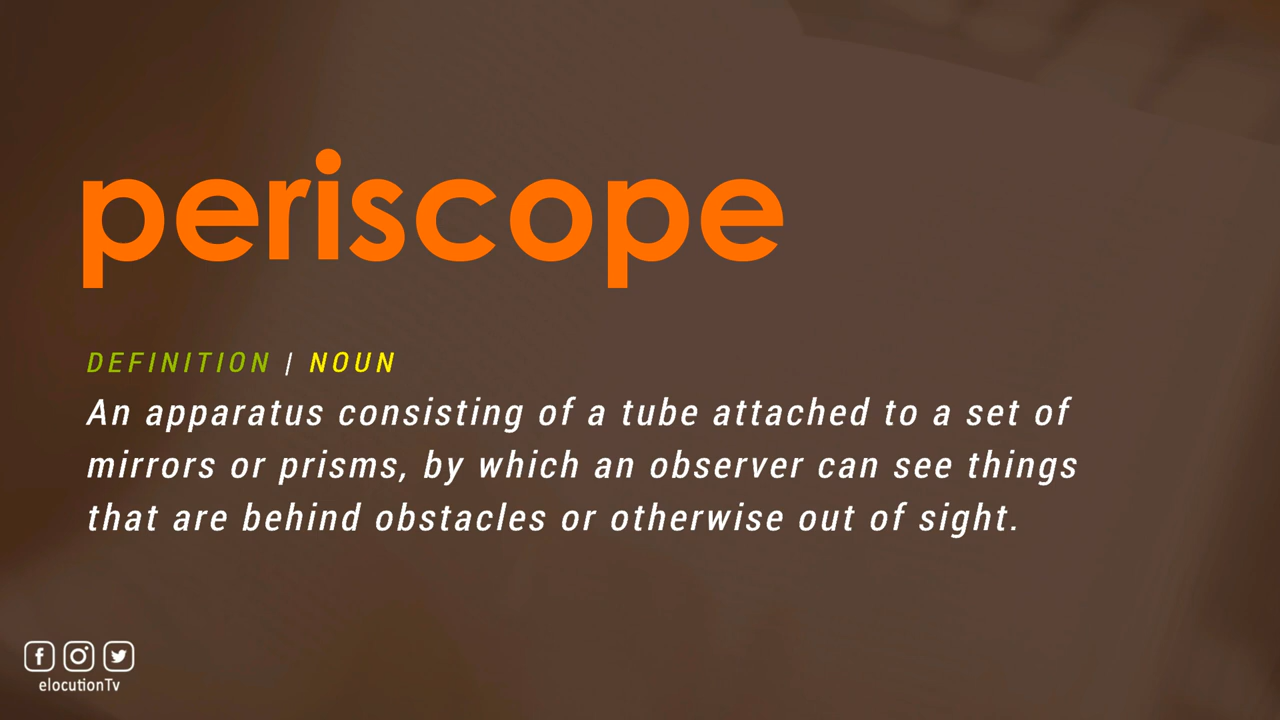 periscope
DEFINITION | NOUN
An apparatus consisting of a tube attached to a set of
mirrors or prisms, by which an observer can see things
that are behind obstacles or otherwise out of sight.
elocutionTv